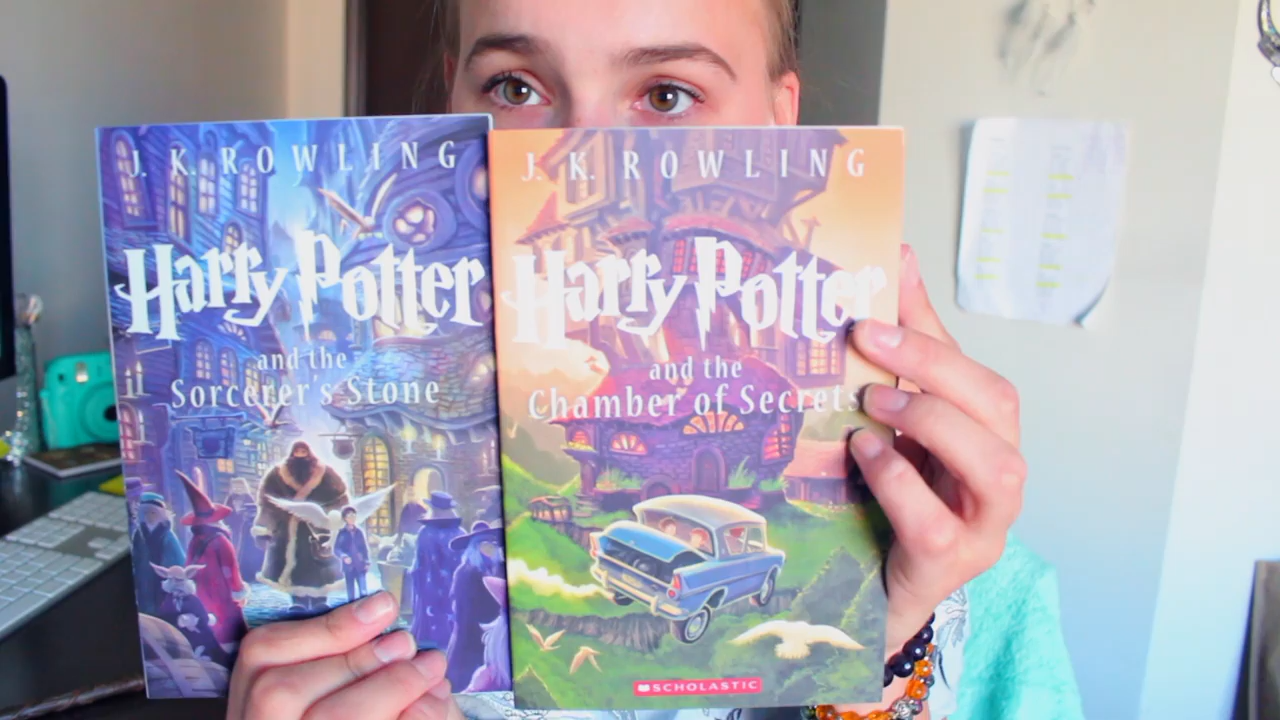 J. K. ROWLING
Harry Potter
and the
Sorcerer's Stone
J. K. ROWLING
Harry Potter
and the
Chamber of Secrets
SCHOLASTIC